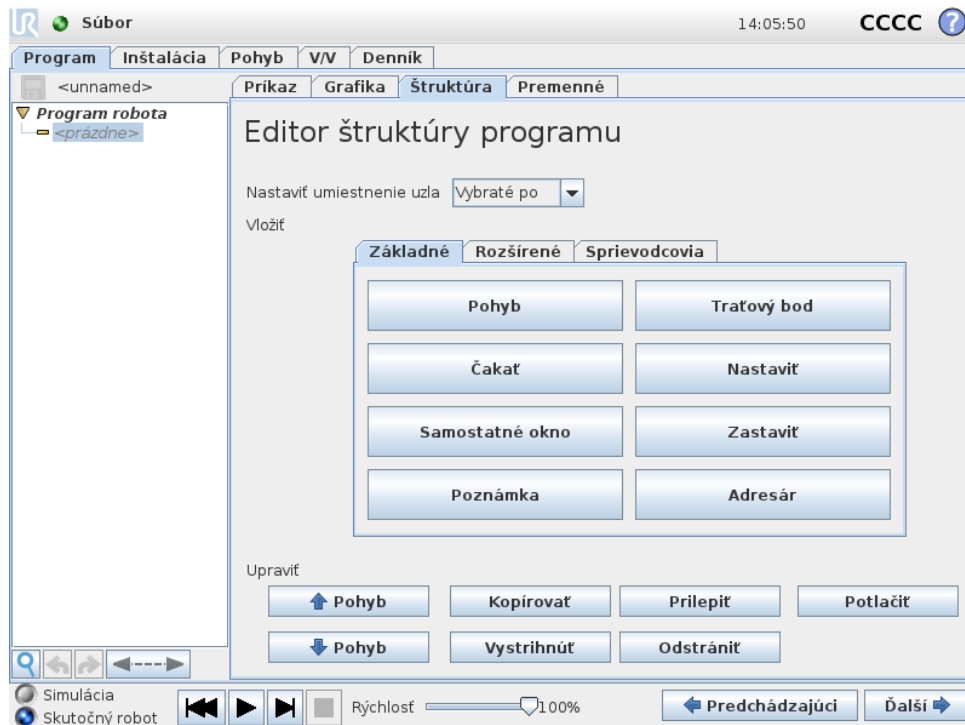 UR Súbor 14:05:50 CCCC ?
Program Inštalácia Pohyb V/V Denník
<unnamed> Príkaz Grafika Štruktúra Premenné
Program robota
<prázdne>
Editor štruktúry programu
Nastaviť umiestnenie uzla Vybraté po
Vložiť
Základné Rozšírené Sprievodcovia
Pohyb Traťový bod
Čakať Nastaviť
Samostatné okno Zastaviť
Poznámka Adresár
Upraviť
Pohyb Kopírovať Prilepiť Potlačiť
Pohyb Vystrihnúť Odstrániť
Simulácia
Skutočný robot Rýchlosť 100% Predchádzajúci Ďalší